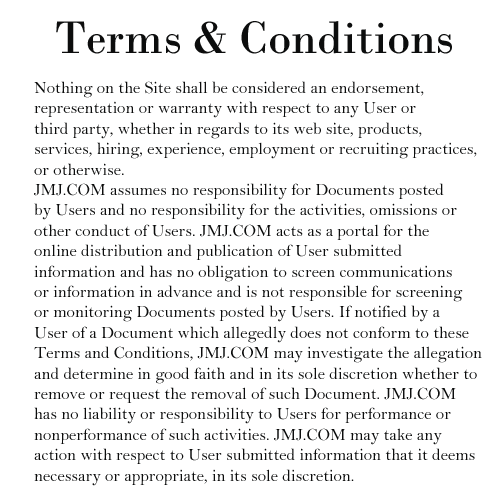 Terms & Conditions
Nothing on the Site shall be considered an endorsement,
representation or warranty with respect to any User or
third party, whether in regards to its web site, products,
services, hiring, experience, employment or recruiting practices,
or otherwise.
JMJ.COM assumes no responsibility for Documents posted
by Users and no responsibility for the activities, omissions or
other conduct of Users. JMJ.COM acts as a portal for the
online distribution and publication of User submitted
information and has no obligation to screen communications
or information in advance and is not responsible for screening
or monitoring Documents posted by Users. If notified by a
User of a Document which allegedly does not conform to these
Terms and Conditions, JMJ.COM may investigate the allegation
and determine in good faith and in its sole discretion whether to
remove or request the removal of such Document. JMJ.COM
has no liability or responsibility to Users for performance or
nonperformance of such activities. JMJ.COM may take any
action with respect to User submitted information that it deems
necessary or appropriate, in its sole discretion.